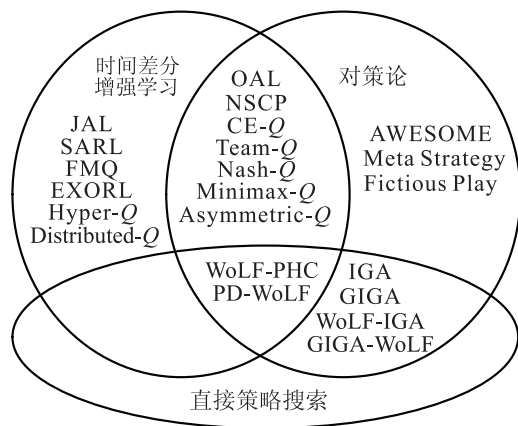 时间差分
增强学习
JAL
SARL
FMQ
EXORL
Hyper-Q
Distributed-Q
OAL
NSCP
CE-Q
Team-Q
Nash-Q
Minimax-Q
Asymmetric-Q
对策论
AWESOME
Meta Strategy
Fictious Play
WoLF-PHC
PD-WoLF
IGA
GIGA
WoLF-IGA
GIGA-WoLF
直接策略搜索